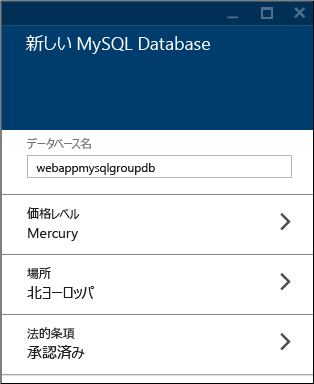 新しい MySQL Database
データベース名
webappmysqlgroupdb
価格レベル
Mercury
場所
北ヨーロッパ
法的条項
承認済み